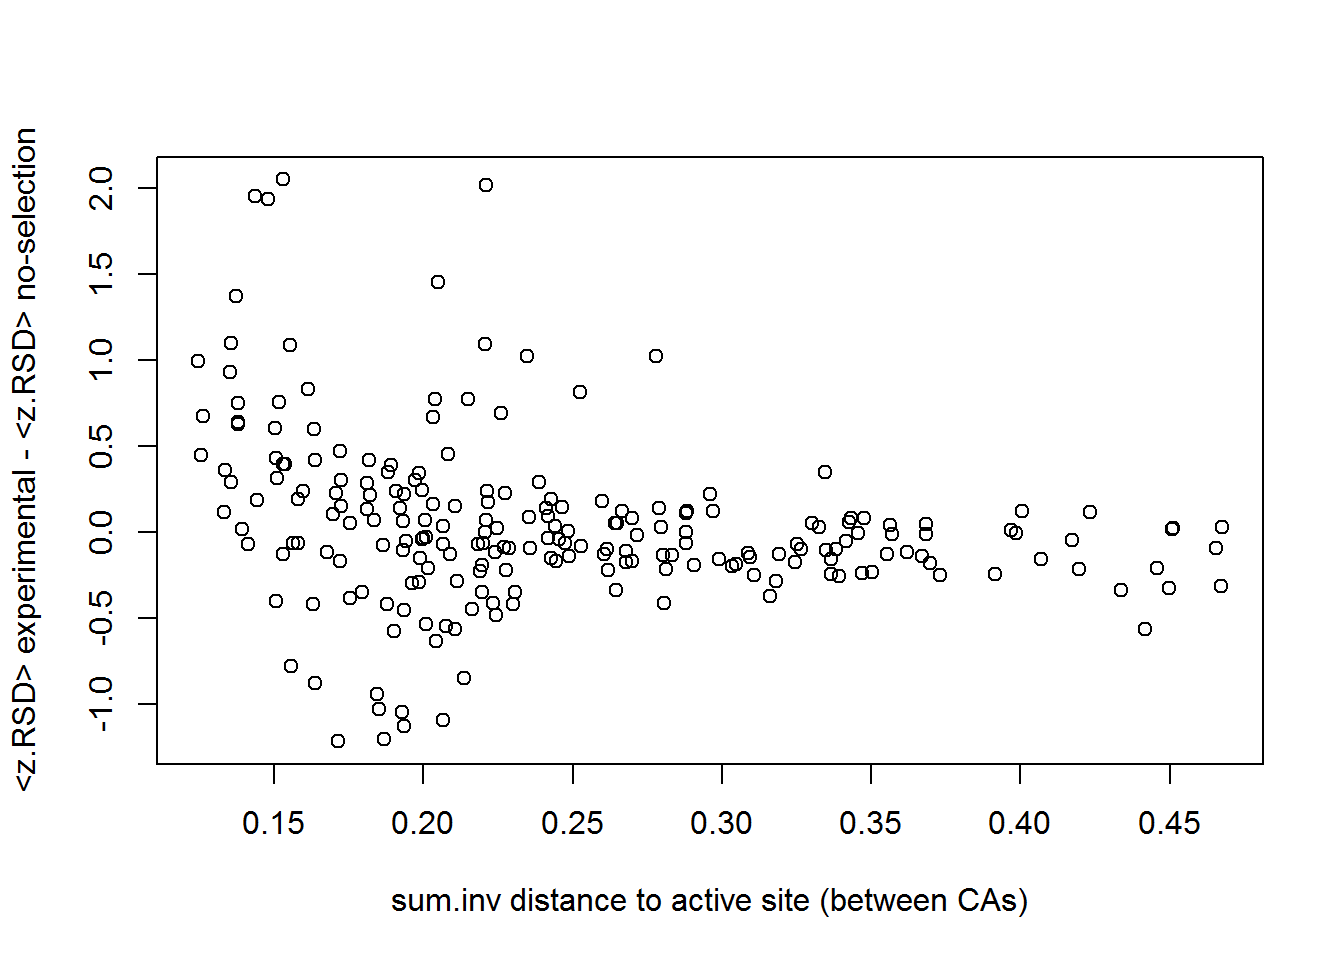 <z.RSD> experimental - <z.RSD> no-selection
2.0
1.5
1.0
0.5
0.0
-0.5
-1.0
0.15 0.20 0.25 0.30 0.35 0.40 0.45
sum.inv distance to active site (between CAs)